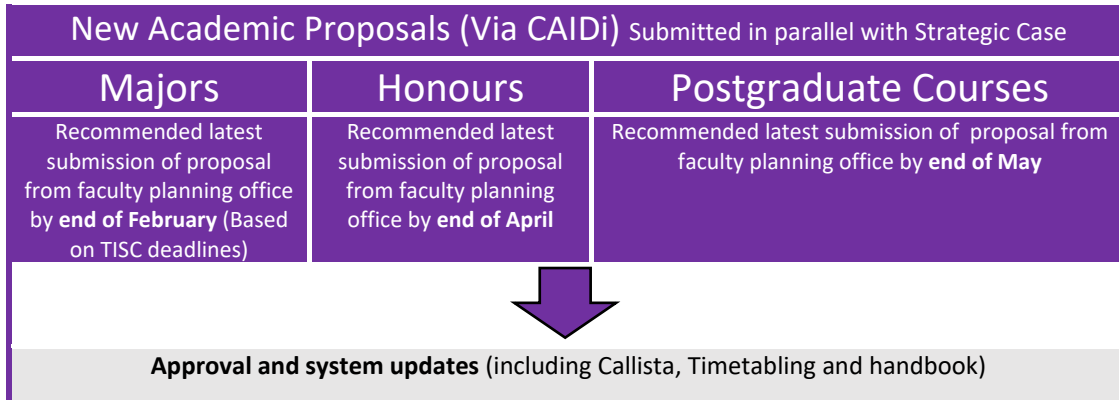 New Academic Proposals (Via CAIDi) Submitted in parallel with Strategic Case
Majors
Recommended latest
submission of proposal
from faculty planning office
by end of February (Based
on TISC deadlines)
Honours
Recommended latest
submission of proposal
from faculty planning
office by end of April
Postgraduate Courses
Recommended latest submission of proposal from
faculty planning office by end of May
Approval and system updates (including Callista, Timetabling and handbook)